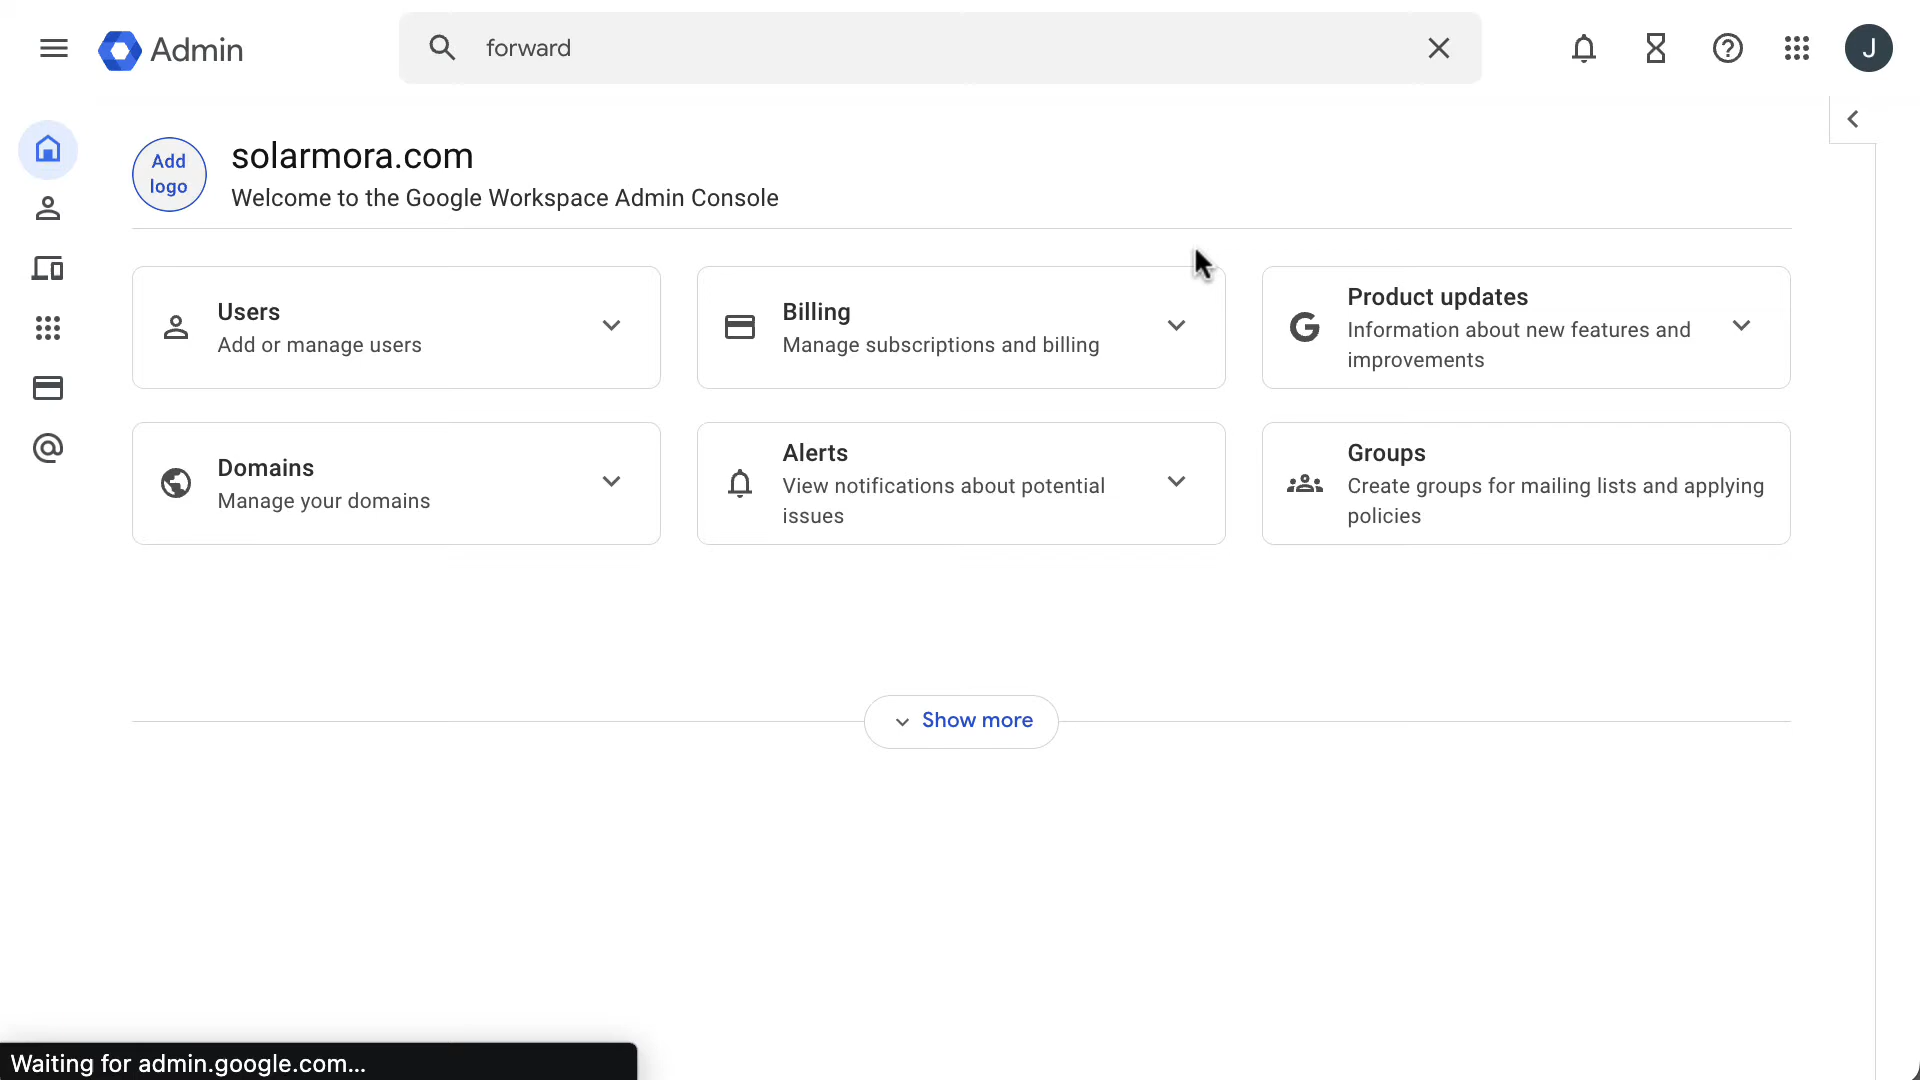 Admin
forward
J
Add
logo
solarmora.com
Welcome to the Google Workspace Admin Console
Users
Add or manage users
Billing
Manage subscriptions and billing
Product updates
Information about new features and
improvements
Domains
Manage your domains
Alerts
View notifications about potential
issues
Groups
Create groups for mailing lists and applying
policies
Show more
Waiting for admin.google.com...